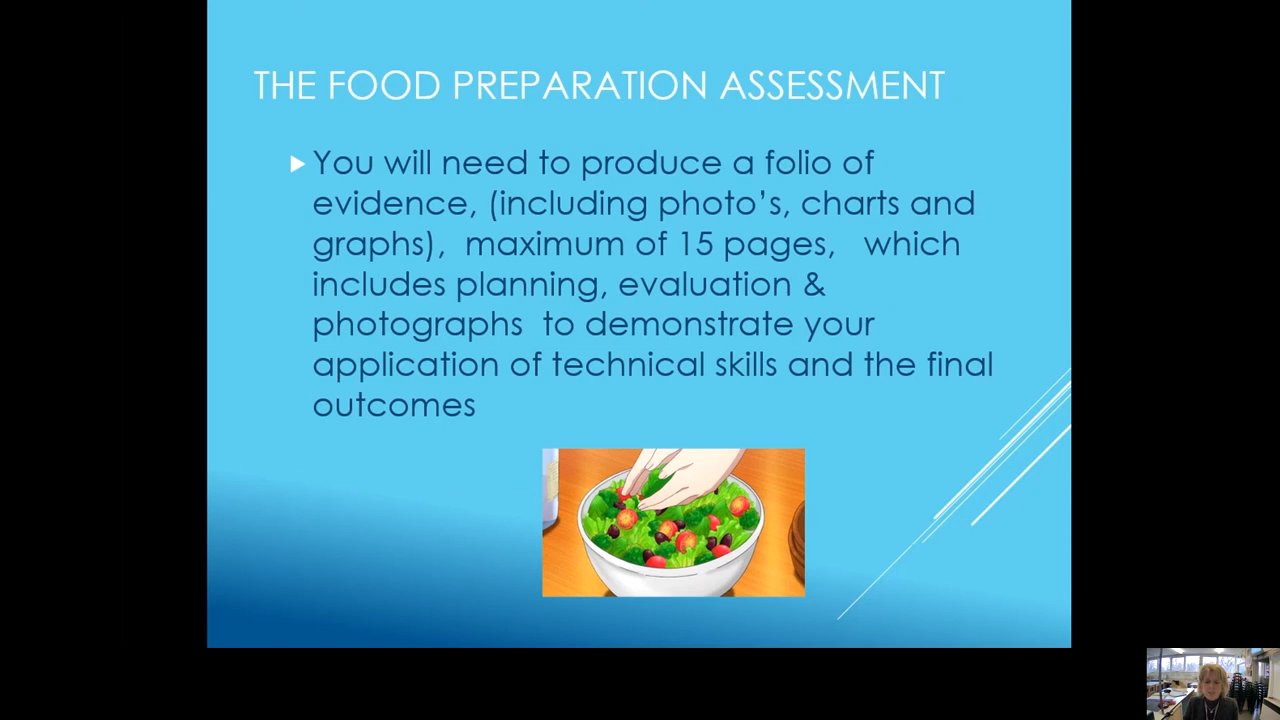 THE FOOD PREPARATION ASSESSMENT
You will need to produce a folio of
evidence, (including photo’s, charts and
graphs),  maximum of 15 pages,   which
includes planning, evaluation &
photographs  to demonstrate your
application of technical skills and the final
outcomes